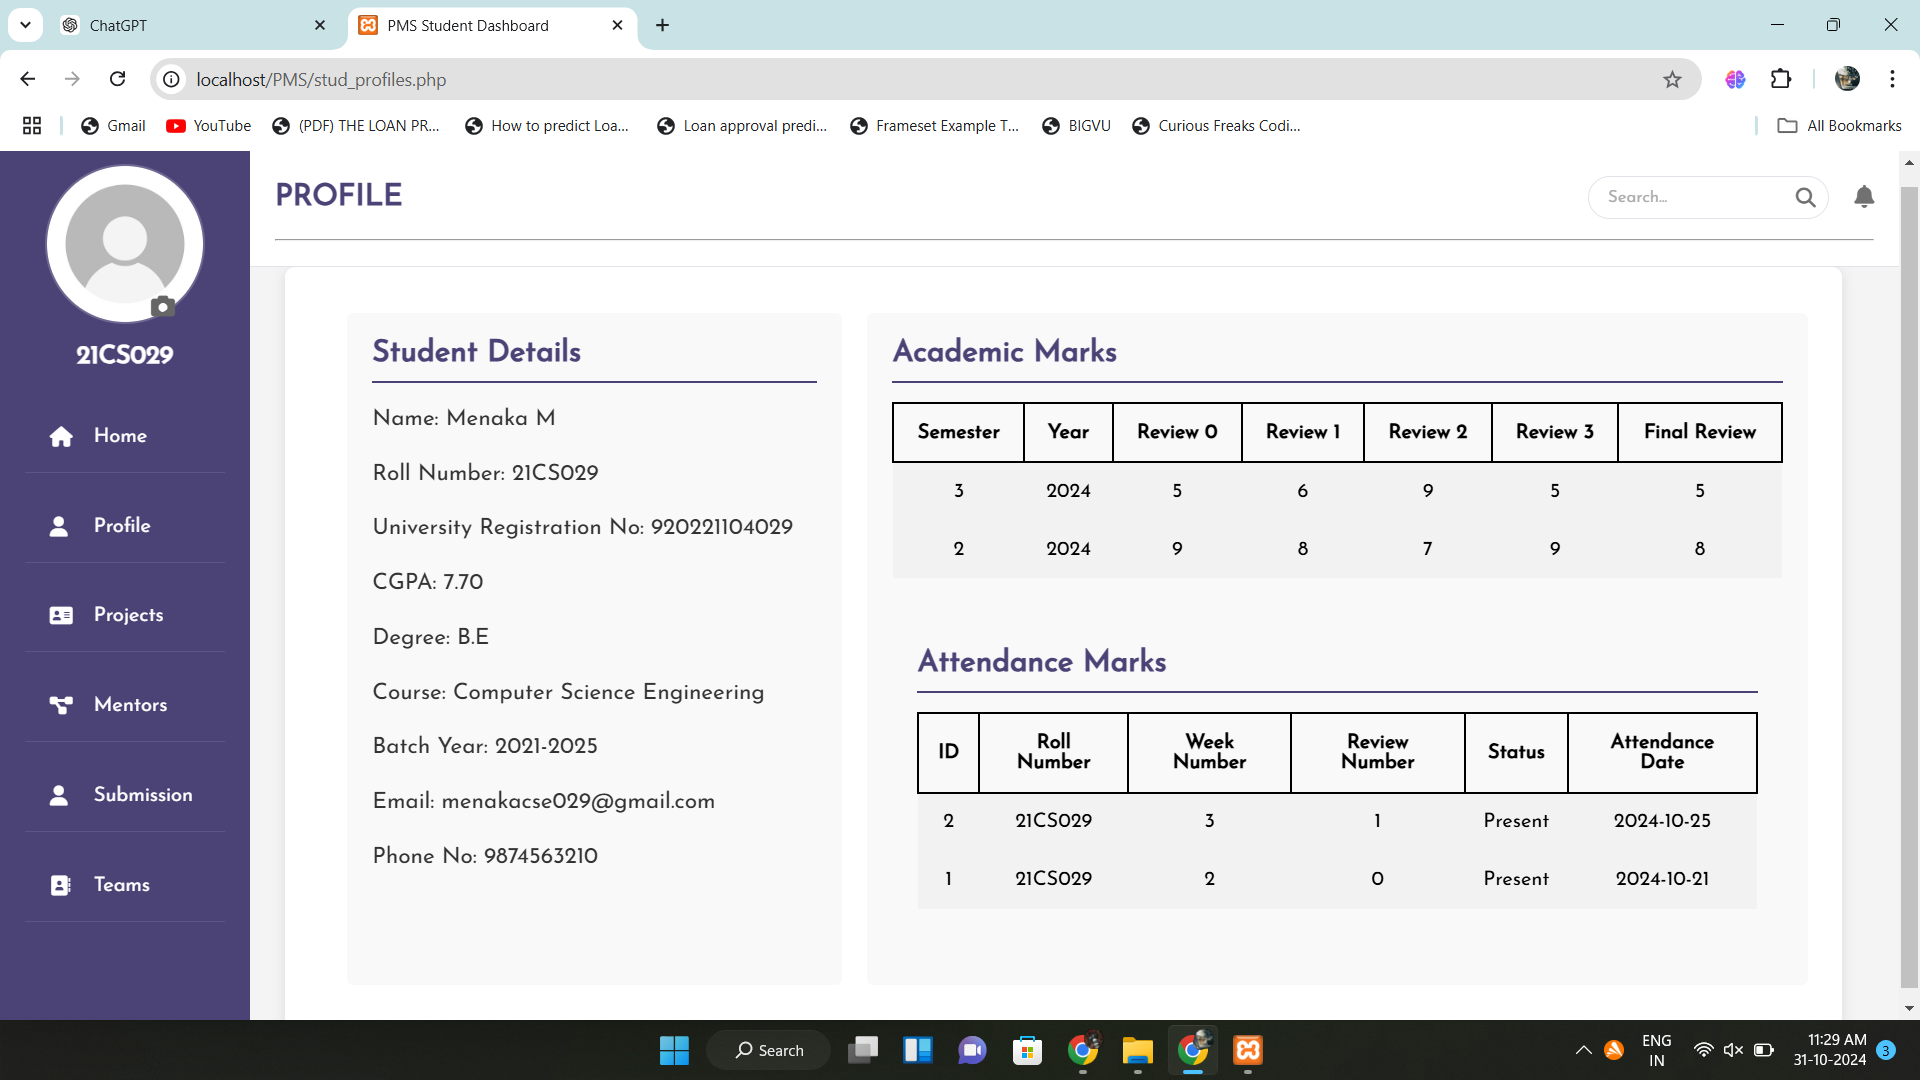 ChatGPT
PMS Student Dashboard
localhost/PMS/stud_profiles.php
Gmail
YouTube
(PDF) THE LOAN PR...
How to predict Loa...
Loan approval predi...
Frameset Example T...
BIGVU
Curious Freaks Codi...
All Bookmarks
21CS029
Home
Profile
Projects
Mentors
Submission
Teams
PROFILE
Search...
Student Details
Name: Menaka M
Roll Number: 21CS029
University Registration No: 920221104029
CGPA: 7.70
Degree: B.E
Course: Computer Science Engineering
Batch Year: 2021-2025
Email: menakacse029@gmail.com
Phone No: 9874563210
Academic Marks
Semester Year Review 0 Review 1 Review 2 Review 3 Final Review
3 2024 5 6 9 5 5
2 2024 9 8 7 9 8
Attendance Marks
ID Roll Number Week Number Review Number Status Attendance Date
2 21CS029 3 1 Present 2024-10-25
1 21CS029 2 0 Present 2024-10-21
Search
ENG
IN
11:29 AM
31-10-2024
3